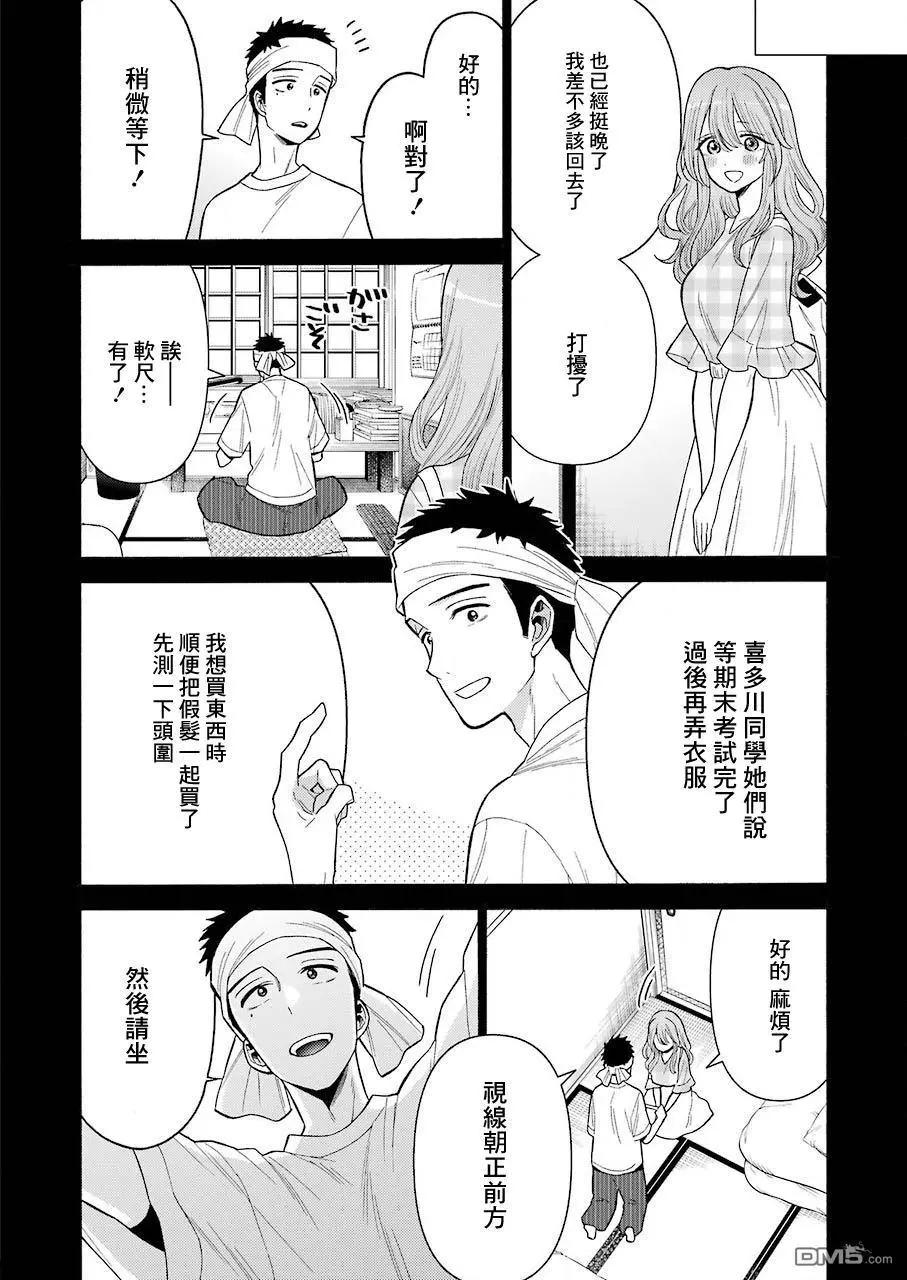 也已經挺晚了
我差不多該回去了
打擾了
好的…
啊對了！
稍微等下！
がさ
ごそ
誒——
軟尺…
有了！
喜多川同學她們說
等期末考試完了
過後再弄衣服
我想買東西時
順便把假髮一起買了
先測一下頭圍
好的 麻煩了
視線朝正前方
然後請坐
DM5.com